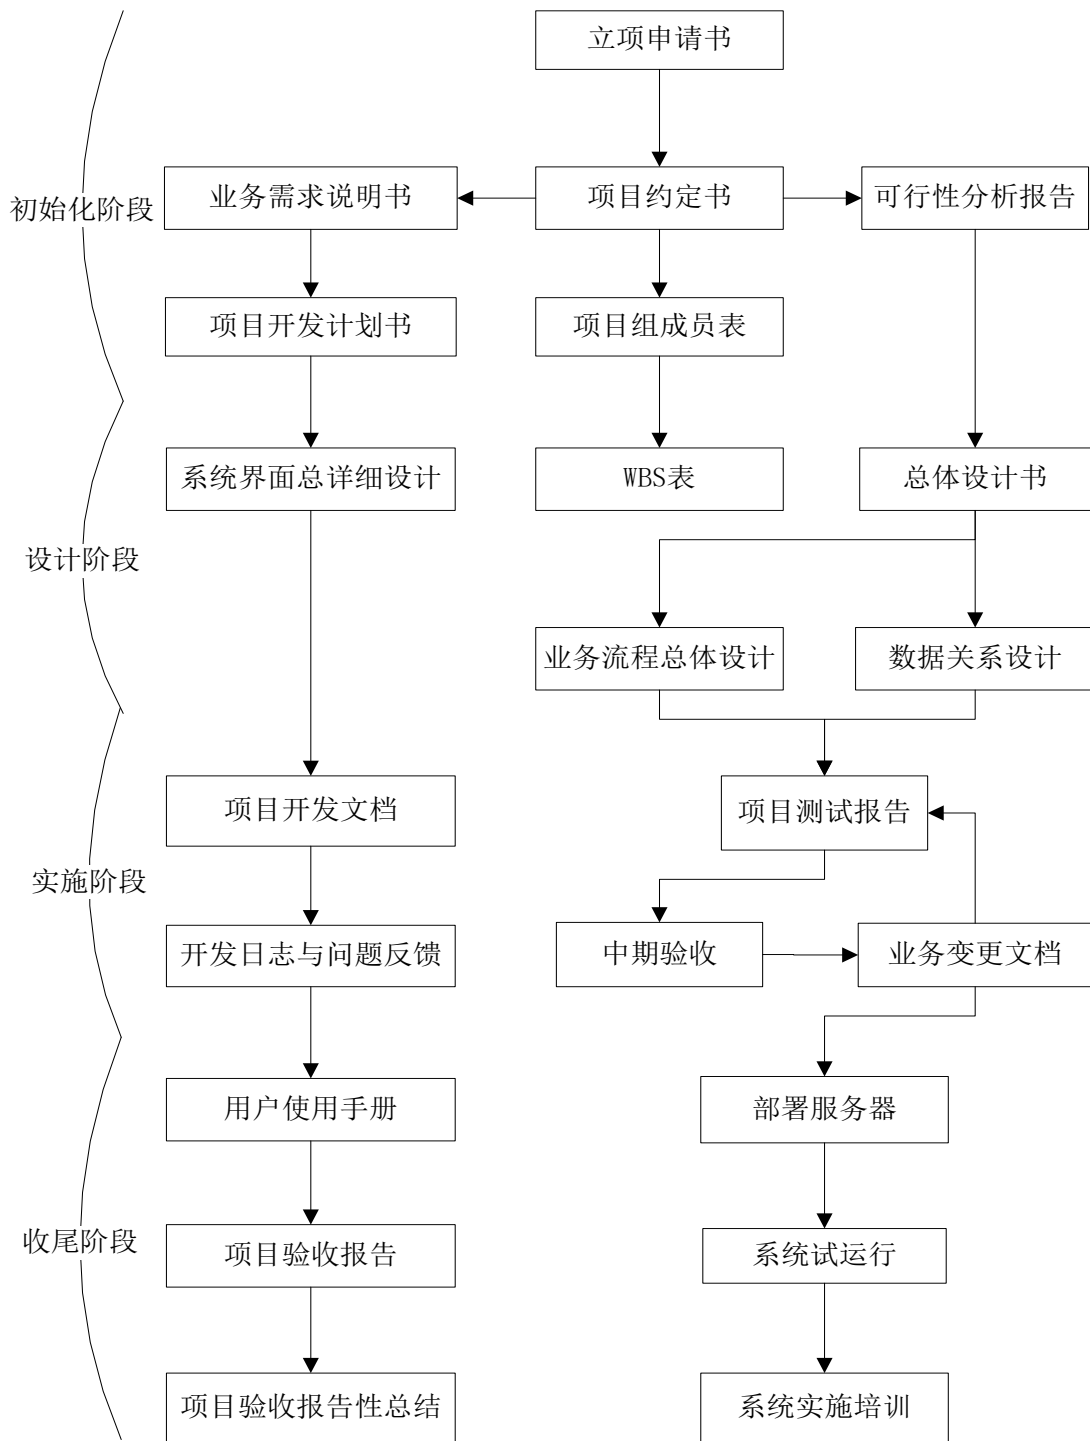 立项申请书
初始化阶段
业务需求说明书
项目约定书
可行性分析报告
项目开发计划书
项目组成员表
系统界面总详细设计
WBS表
总体设计书
设计阶段
业务流程总体设计
数据关系设计
项目开发文档
项目测试报告
实施阶段
开发日志与问题反馈
中期验收
业务变更文档
用户使用手册
部署服务器
收尾阶段
项目验收报告
系统试运行
项目验收报告性总结
系统实施培训